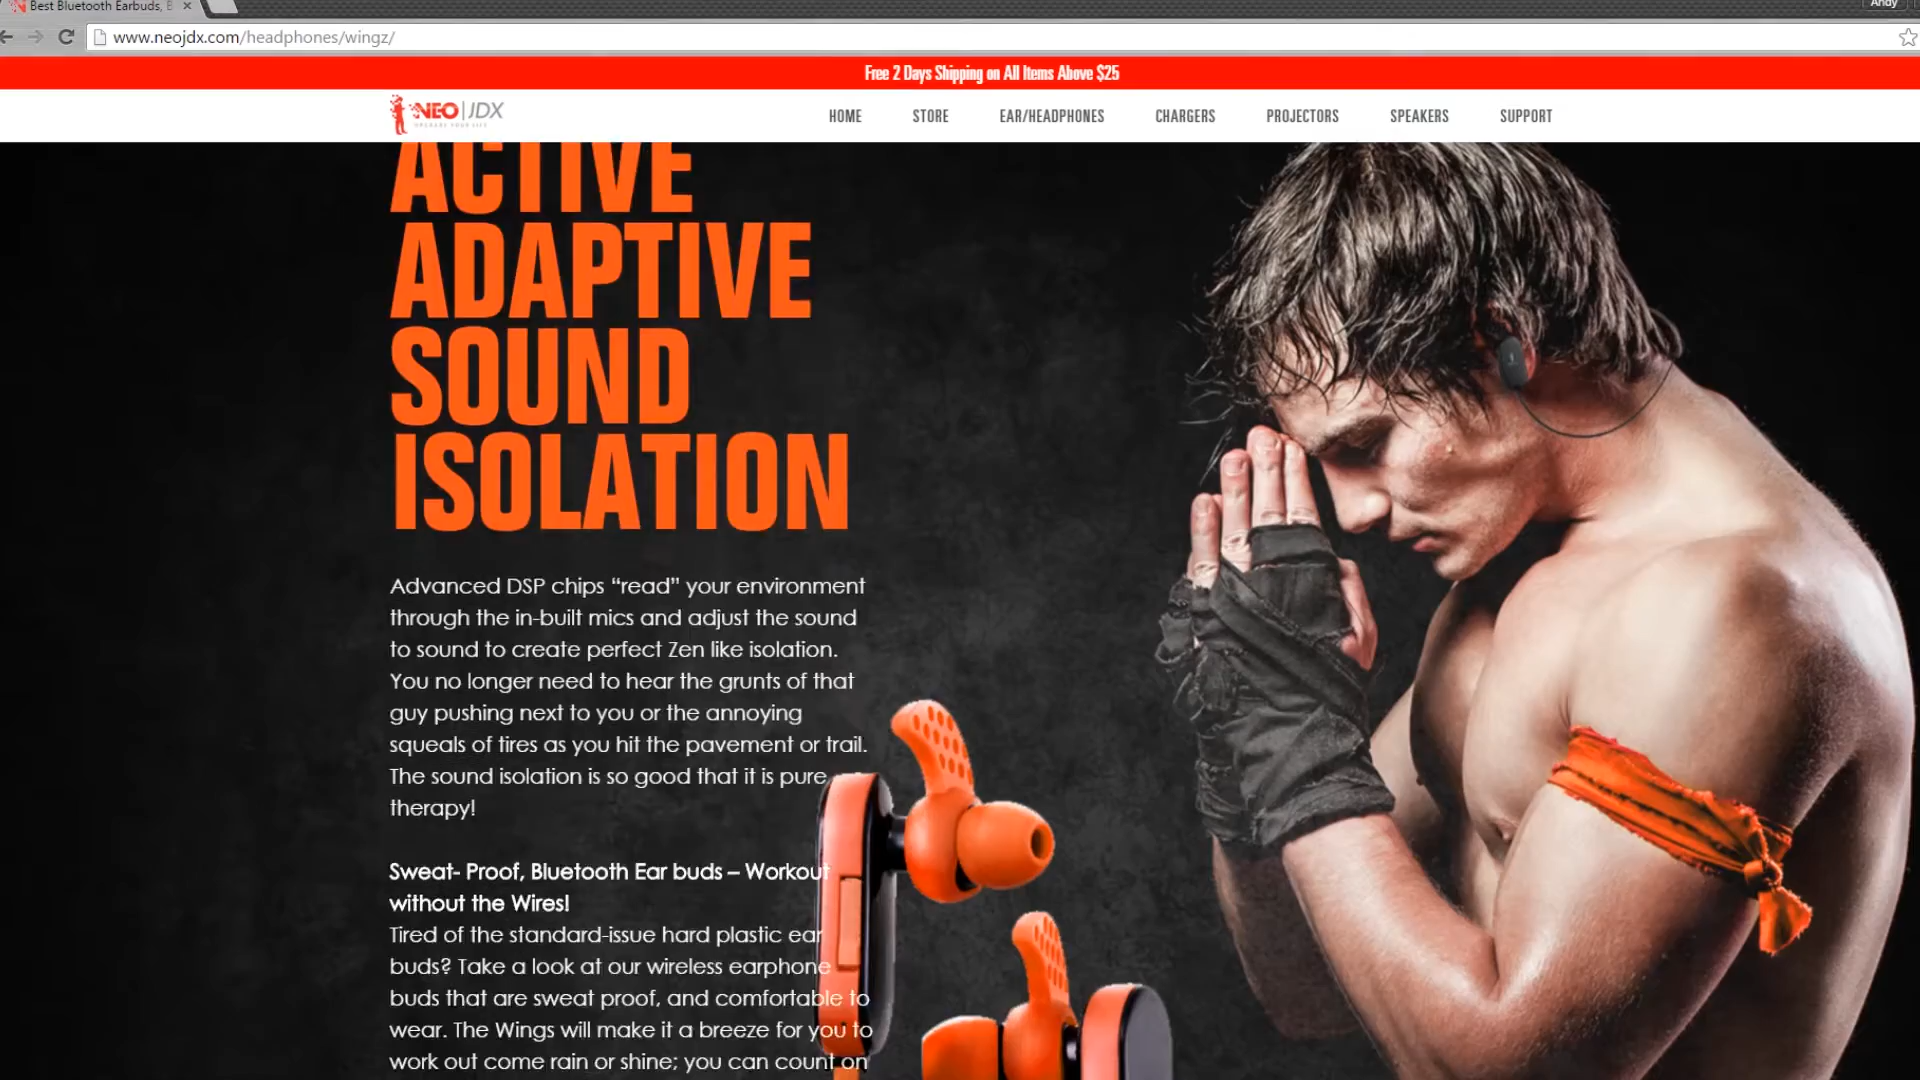 Best Bluetooth Earbuds, B
Andy
www.neojdx.com/headphones/wingz/
Free 2 Days Shipping on All Items Above $25
NEO|JDX
UPGRADE YOUR LIFE
HOME STORE EAR/HEADPHONES CHARGERS PROJECTORS SPEAKERS SUPPORT
ACTIVE
ADAPTIVE
SOUND
ISOLATION
Advanced DSP chips “read” your environment
through the in-built mics and adjust the sound
to sound to create perfect Zen like isolation.
You no longer need to hear the grunts of that
guy pushing next to you or the annoying
squeals of tires as you hit the pavement or trail.
The sound isolation is so good that it is pure
therapy!
Sweat- Proof, Bluetooth Ear buds – Workout
without the Wires!
Tired of the standard-issue hard plastic ear
buds? Take a look at our wireless earphone
buds that are sweat proof, and comfortable to
wear. The Wings will make it a breeze for you to
work out come rain or shine; you can count on